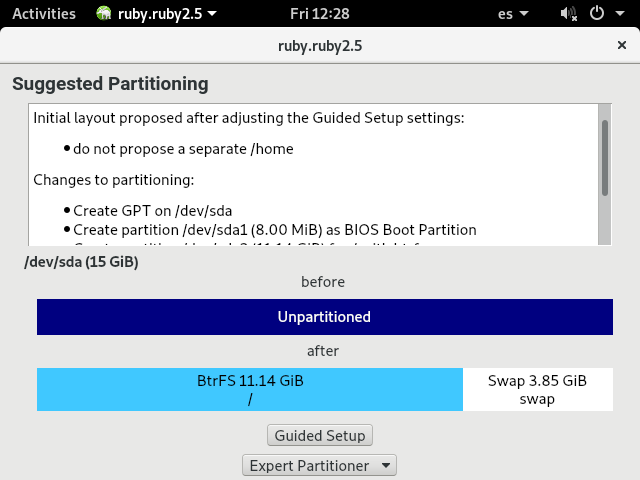 Activities ruby.ruby2.5 Fri 12:28 es
ruby.ruby2.5
Suggested Partitioning
Initial layout proposed after adjusting the Guided Setup settings:
do not propose a separate /home
Changes to partitioning:
Create GPT on /dev/sda
Create partition /dev/sda1 (8.00 MiB) as BIOS Boot Partition
/dev/sda (15 GiB)
before
Unpartitioned
after
BtrFS 11.14 GiB
/
Swap 3.85 GiB
swap
Guided Setup
Expert Partitioner